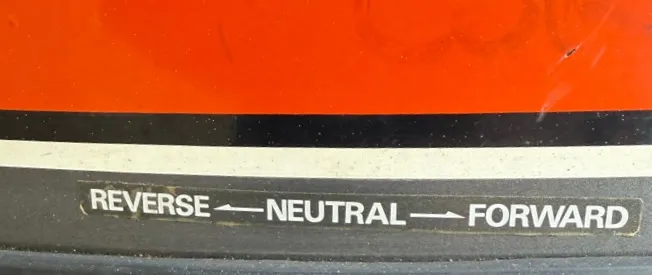 REVERSE ← NEUTRAL → FORWARD